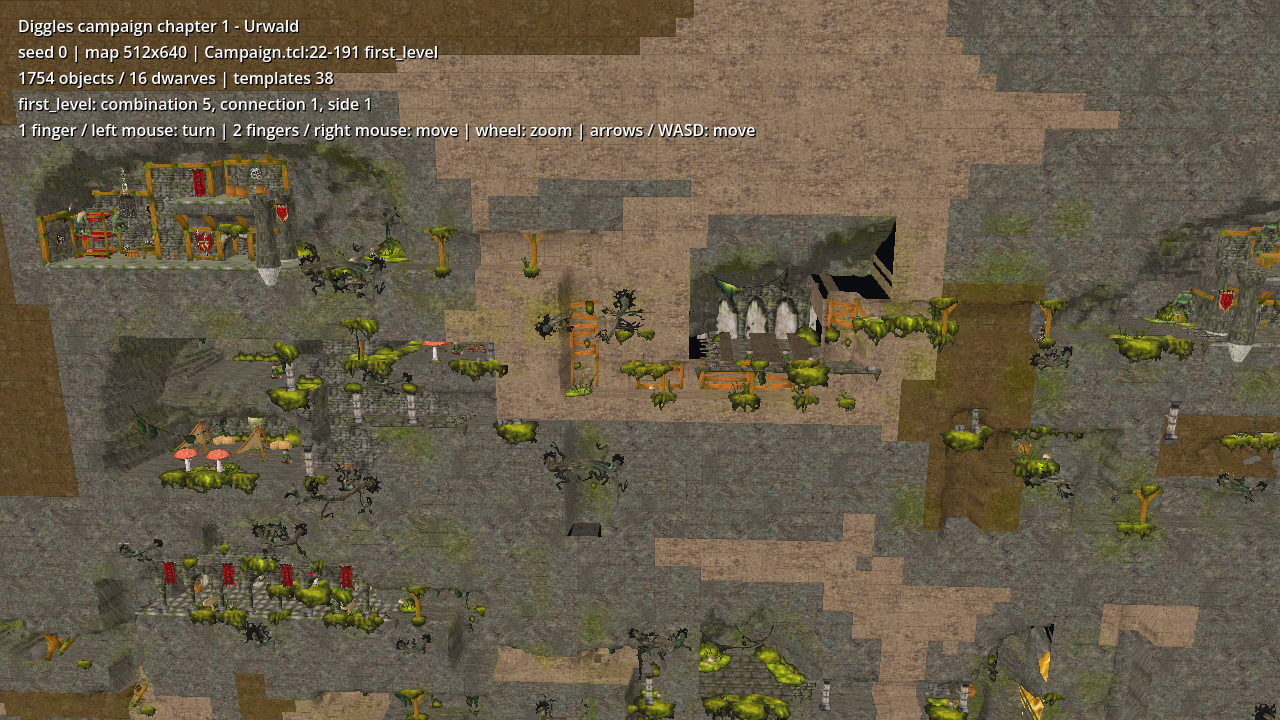 Diggles campaign chapter 1 - Urwald
seed 0 | map 512x640 | Campaign.tcl:22-191 first_level
1754 objects / 16 dwarves | templates 38
first_level: combination 5, connection 1, side 1
1 finger / left mouse: turn | 2 fingers / right mouse: move | wheel: zoom | arrows / WASD: move